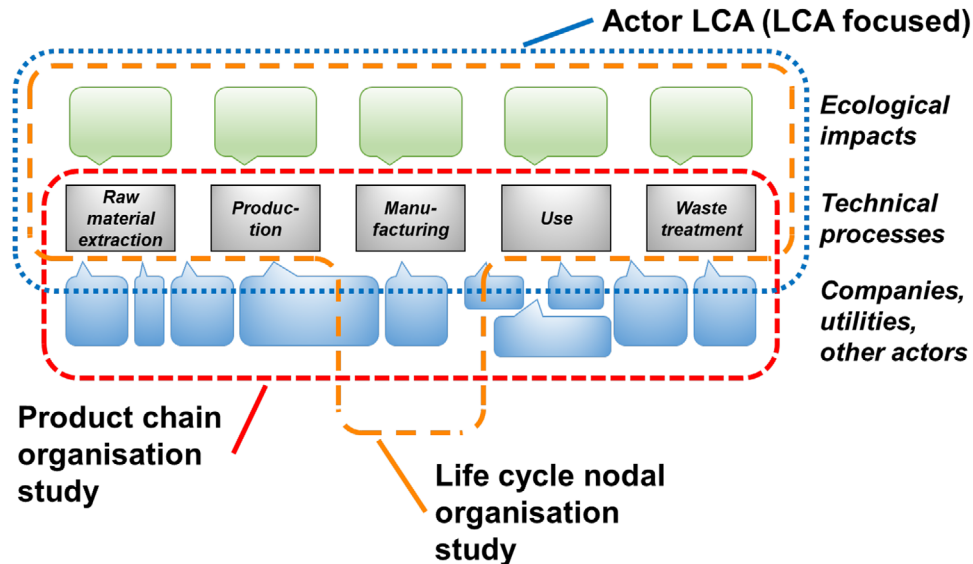 Actor LCA (LCA focused)
Ecological
impacts
Raw
material
extraction
Produc-
tion
Manu-
facturing
Use
Waste
treatment
Technical
processes
Companies,
utilities,
other actors
Product chain
organisation
study
Life cycle nodal
organisation
study